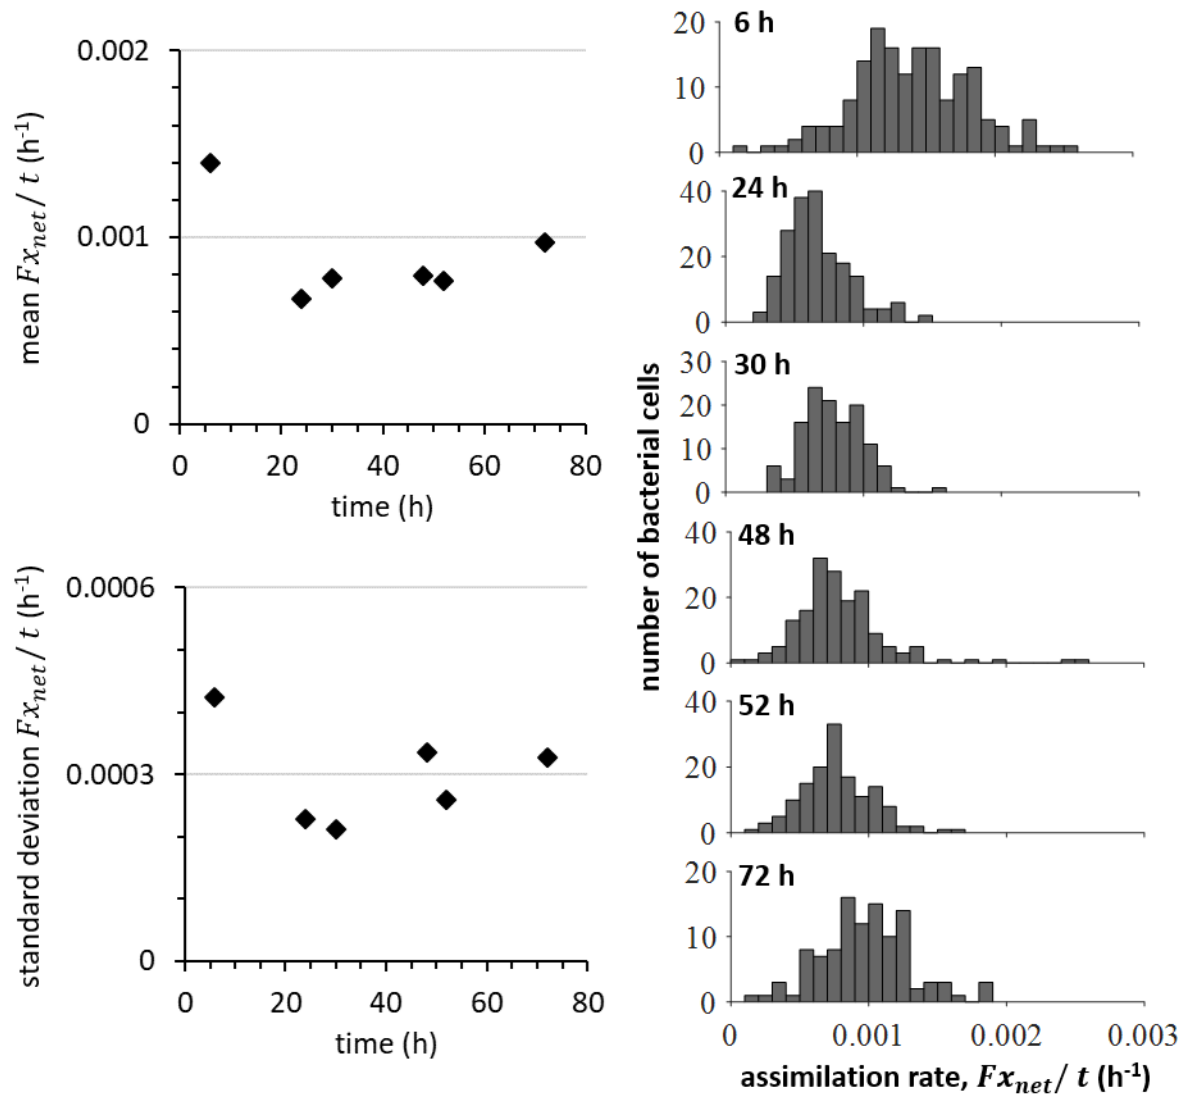 mean Fx_net / t (h⁻¹)
0.002
0.001
0
0 20 40 60 80
time (h)
standard deviation Fx_net / t (h⁻¹)
0.0006
0.0003
0
0 20 40 60 80
time (h)
number of bacterial cells
6 h
20
10
0
24 h
40
20
0
30 h
30
20
10
0
48 h
40
20
0
52 h
40
20
0
72 h
20
10
0
0 0.001 0.002 0.003
assimilation rate, Fx_net / t (h⁻¹)